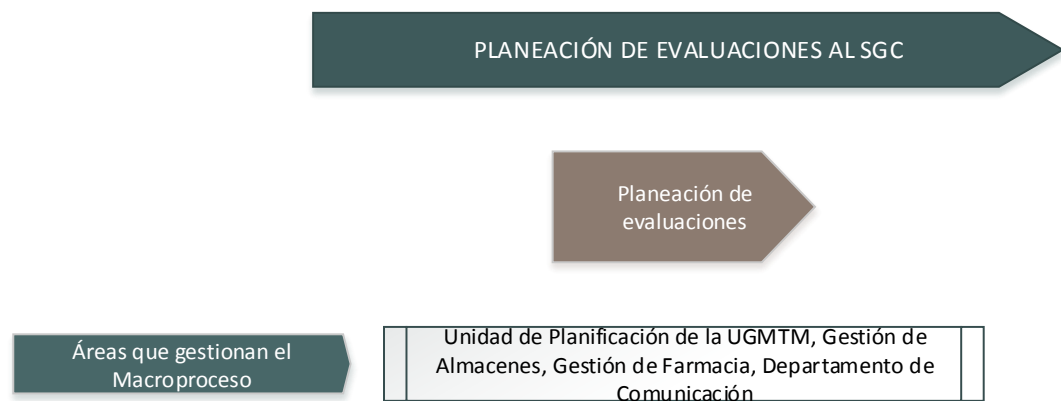 PLANEACIÓN DE EVALUACIONES AL SGC
Planeación de
evaluaciones
Áreas que gestionan el
Macroproceso
Unidad de Planificación de la UGMTM, Gestión de
Almacenes, Gestión de Farmacia, Departamento de
Comunicación